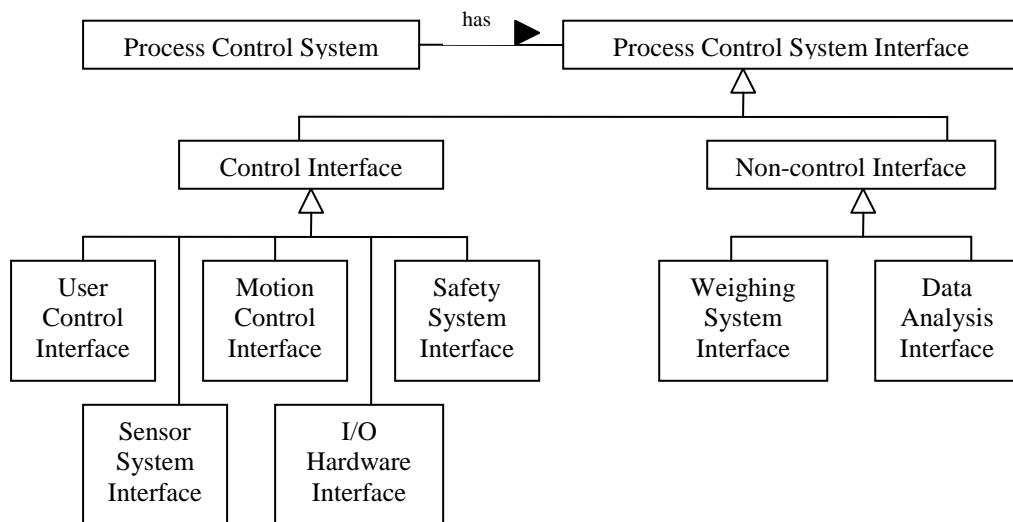 has
Process Control System
Process Control System Interface
Control Interface
Non-control Interface
User
Control
Interface
Motion
Control
Interface
Safety
System
Interface
Weighing
System
Interface
Data
Analysis
Interface
Sensor
System
Interface
I/O
Hardware
Interface